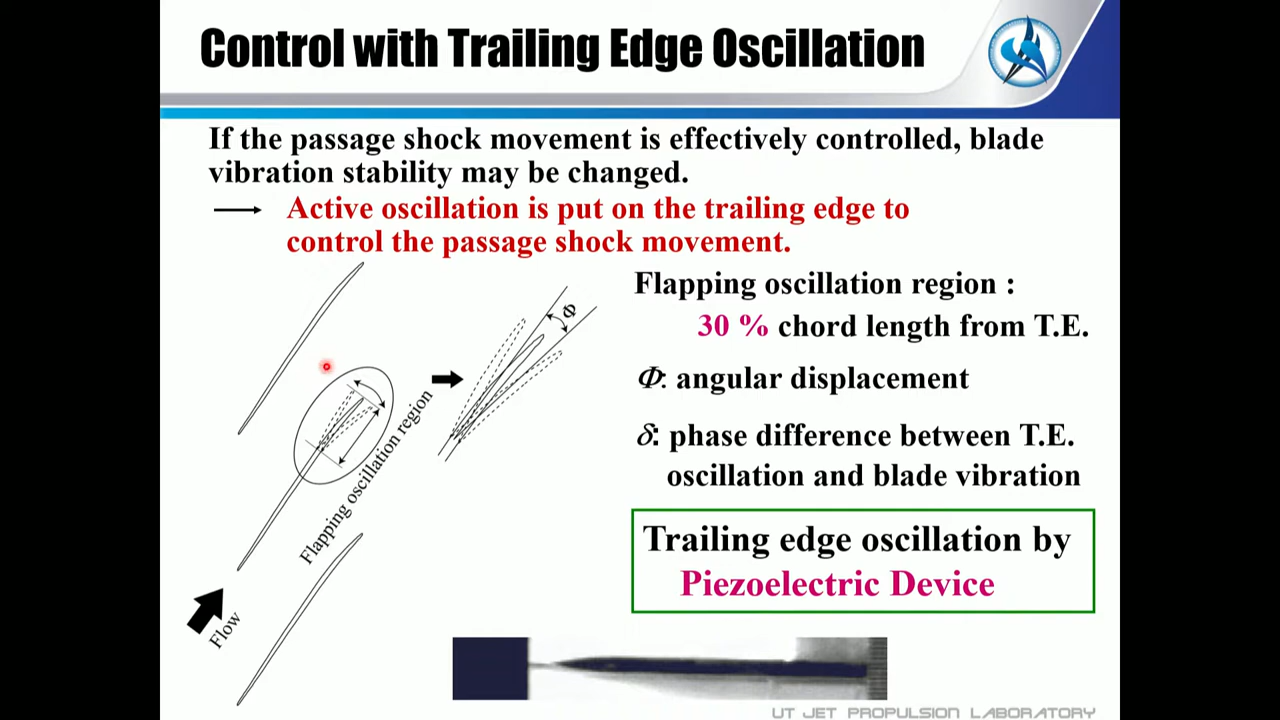 Control with Trailing Edge Oscillation
If the passage shock movement is effectively controlled, blade
vibration stability may be changed.
Active oscillation is put on the trailing edge to
control the passage shock movement.
Flapping oscillation region :
30 % chord length from T.E.
Φ: angular displacement
δ: phase difference between T.E.
oscillation and blade vibration
Trailing edge oscillation by
Piezoelectric Device
Φ
Flapping oscillation region
Flow
UT JET PROPULSION LABORATORY